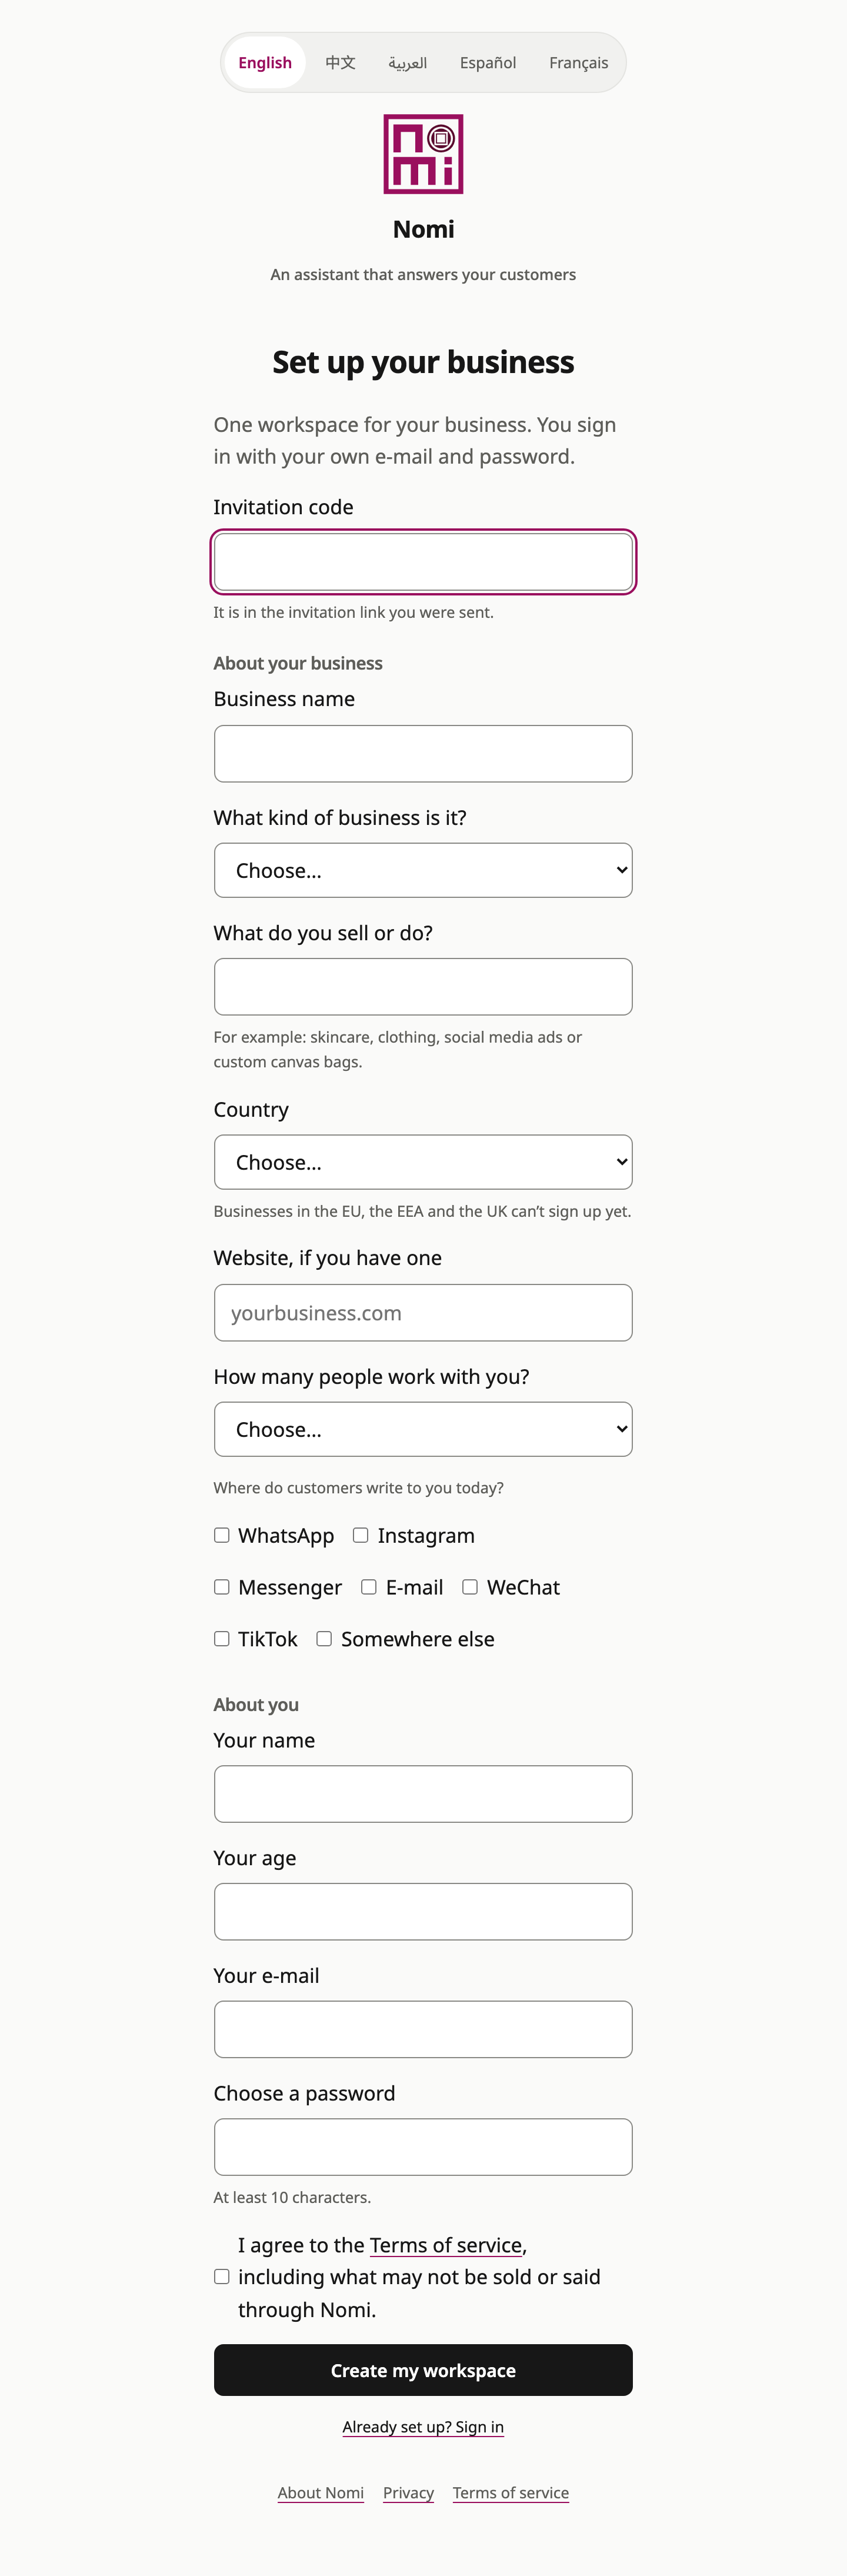 English 中文 العربية Español Français
nomi
Nomi
An assistant that answers your customers
Set up your business
One workspace for your business. You sign
in with your own e-mail and password.
Invitation code
It is in the invitation link you were sent.
About your business
Business name
What kind of business is it?
Choose...
What do you sell or do?
For example: skincare, clothing, social media ads or
custom canvas bags.
Country
Choose...
Businesses in the EU, the EEA and the UK can’t sign up yet.
Website, if you have one
yourbusiness.com
How many people work with you?
Choose...
Where do customers write to you today?
WhatsApp Instagram
Messenger E-mail WeChat
TikTok Somewhere else
About you
Your name
Your age
Your e-mail
Choose a password
At least 10 characters.
I agree to the Terms of service,
including what may not be sold or said
through Nomi.
Create my workspace
Already set up? Sign in
About Nomi Privacy Terms of service